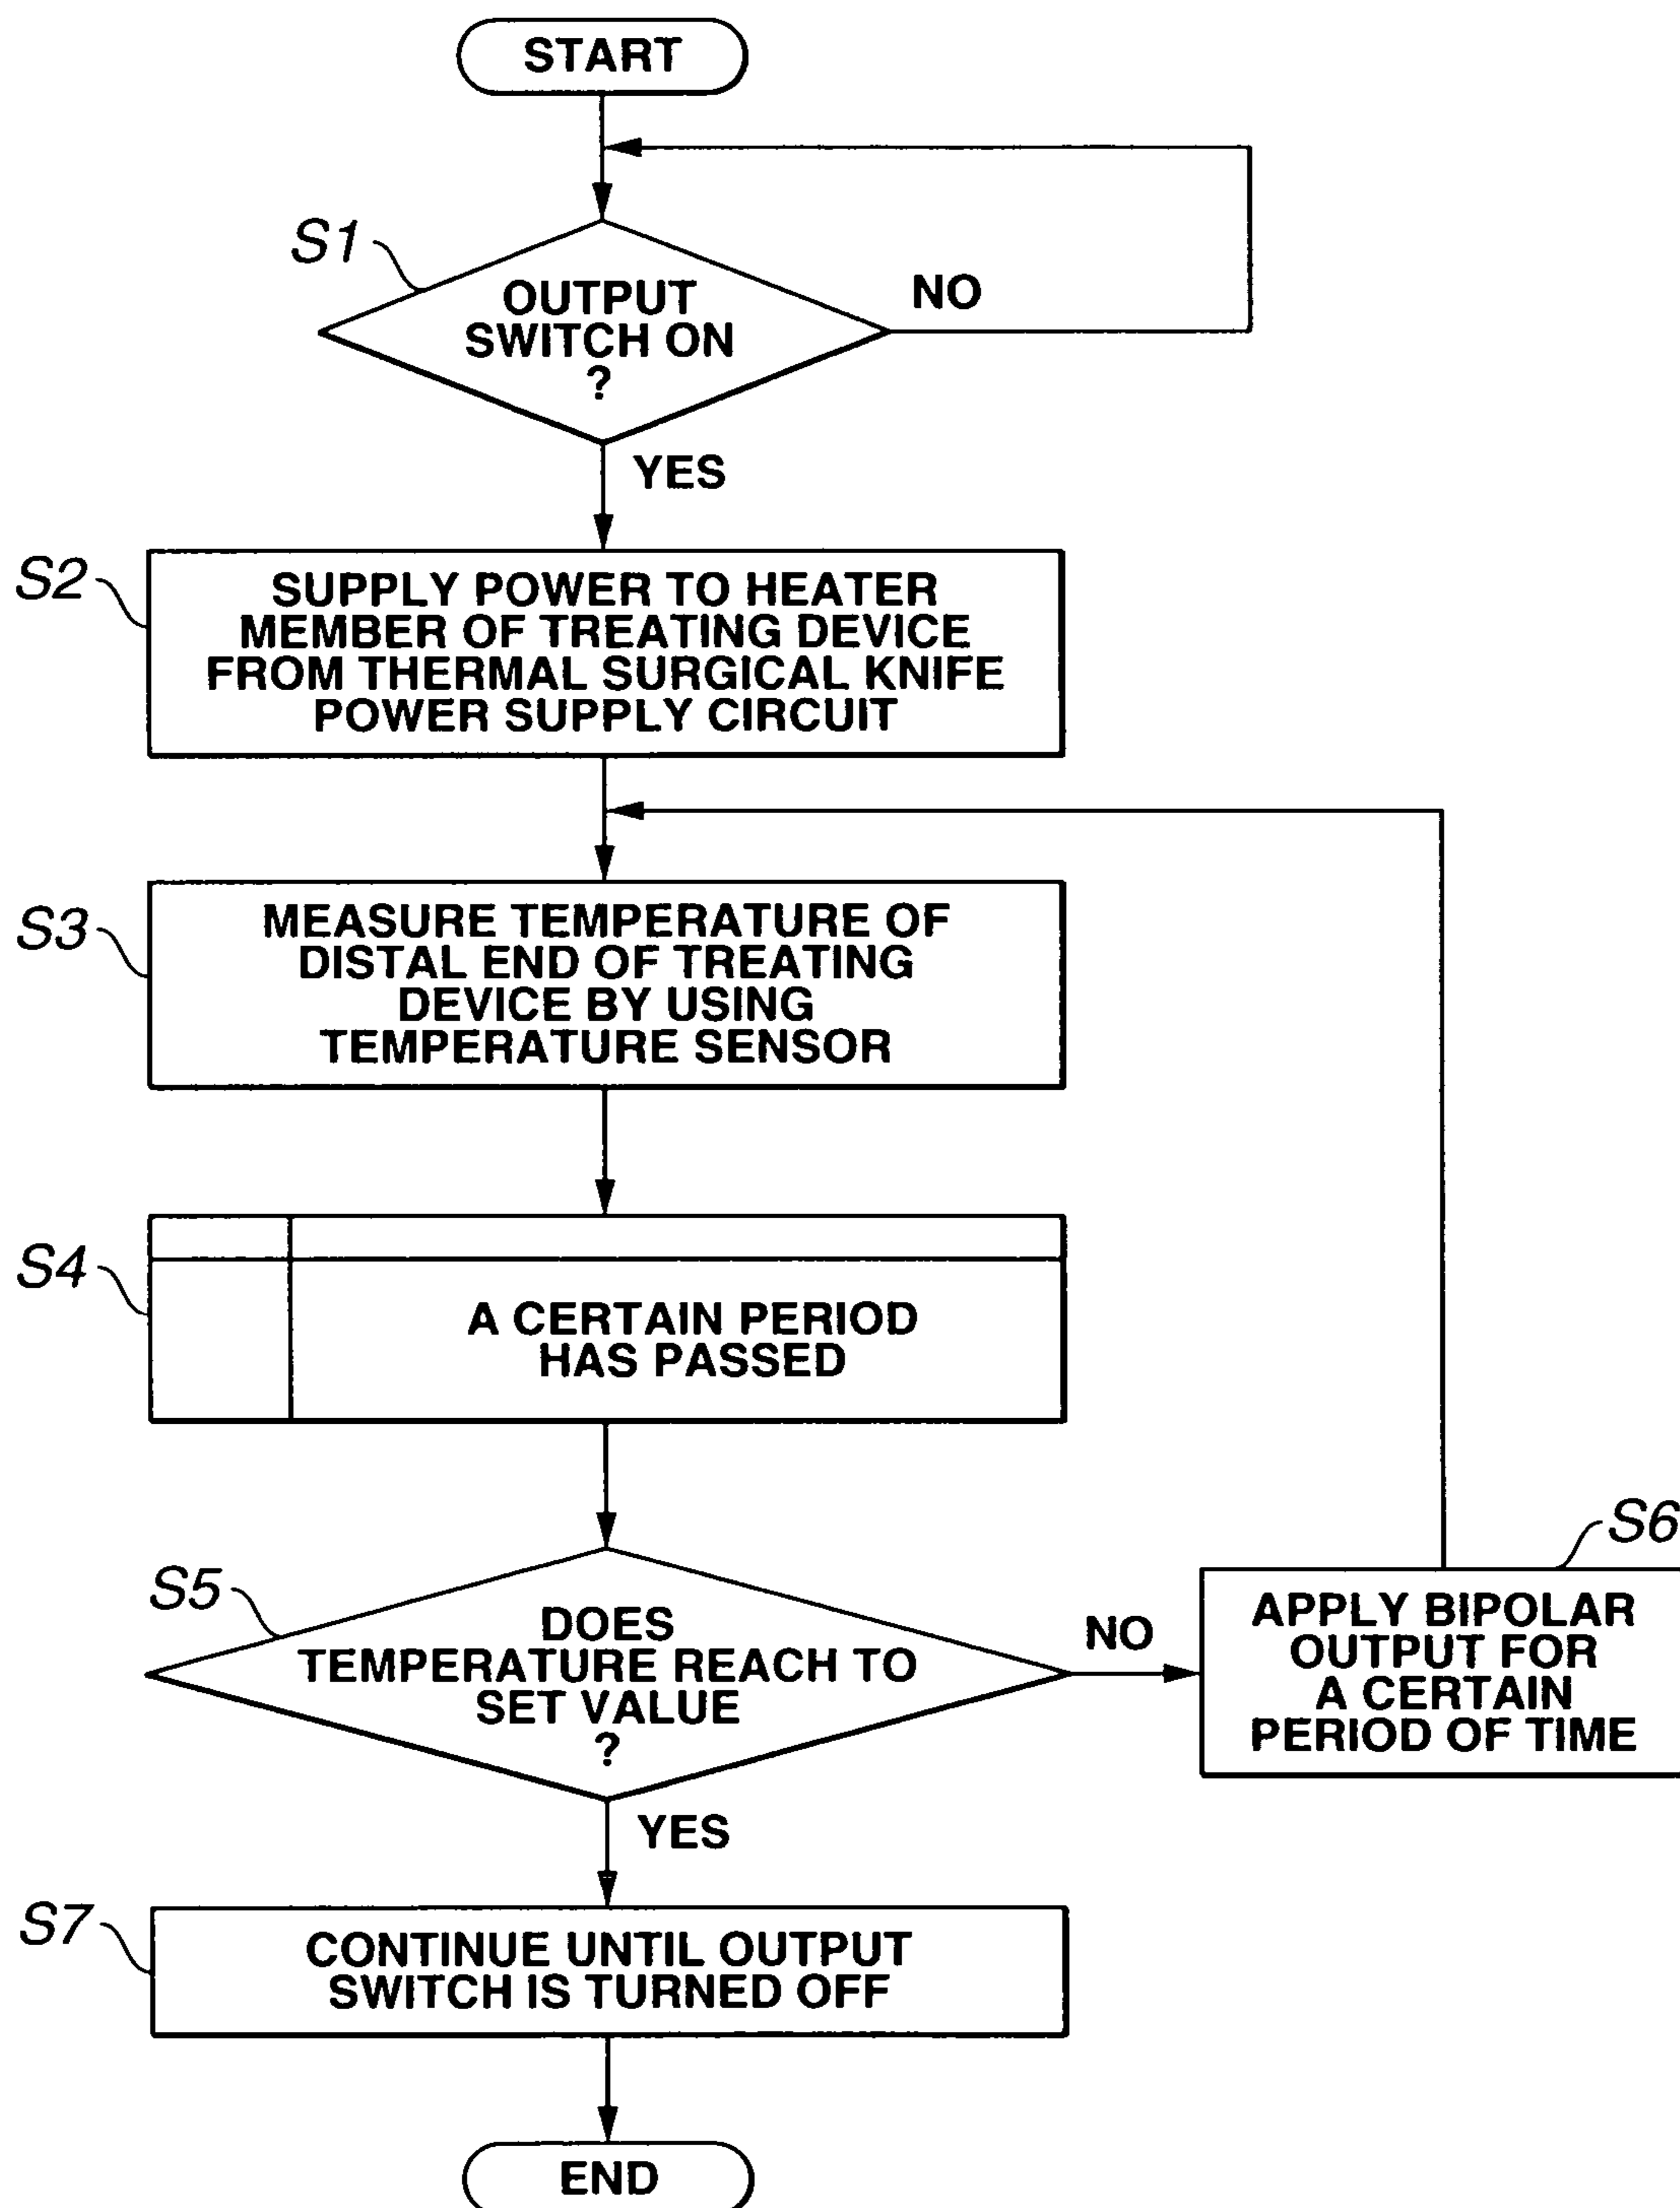 START
S1
OUTPUT
SWITCH ON
?
NO
YES
S2
SUPPLY POWER TO HEATER
MEMBER OF TREATING DEVICE
FROM THERMAL SURGICAL KNIFE
POWER SUPPLY CIRCUIT
S3
MEASURE TEMPERATURE OF
DISTAL END OF TREATING
DEVICE BY USING
TEMPERATURE SENSOR
S4
A CERTAIN PERIOD
HAS PASSED
S5
DOES
TEMPERATURE REACH TO
SET VALUE
?
NO
S6
APPLY BIPOLAR
OUTPUT FOR
A CERTAIN
PERIOD OF TIME
YES
S7
CONTINUE UNTIL OUTPUT
SWITCH IS TURNED OFF
END